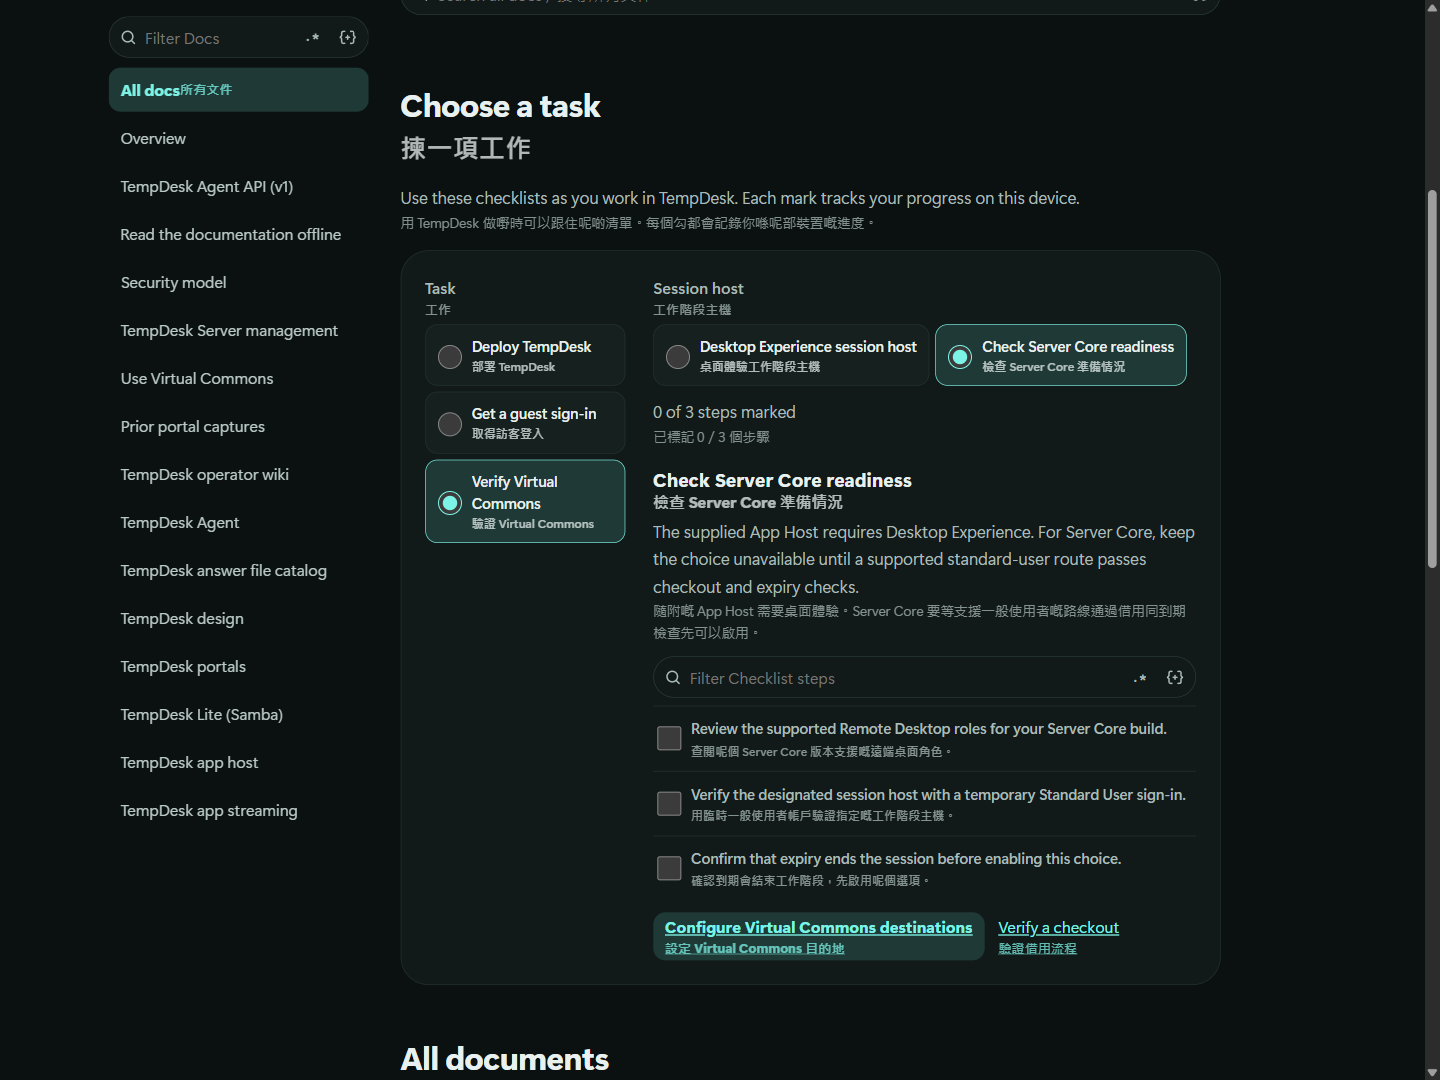 Filter Docs
.*
{+}
All docs所有文件
Overview
TempDesk Agent API (v1)
Read the documentation offline
Security model
TempDesk Server management
Use Virtual Commons
Prior portal captures
TempDesk operator wiki
TempDesk Agent
TempDesk answer file catalog
TempDesk design
TempDesk portals
TempDesk Lite (Samba)
TempDesk app host
TempDesk app streaming
Choose a task
揀一項工作
Use these checklists as you work in TempDesk. Each mark tracks your progress on this device.
用 TempDesk 做嘢時可以跟住呢啲清單。每個勾都會記錄你喺呢部裝置嘅進度。
Task
工作
Deploy TempDesk
部署 TempDesk
Get a guest sign-in
取得訪客登入
Verify Virtual
Commons
驗證 Virtual Commons
Session host
工作階段主機
Desktop Experience session host
桌面體驗工作階段主機
Check Server Core readiness
檢查 Server Core 準備情況
0 of 3 steps marked
已標記 0 / 3 個步驟
Check Server Core readiness
檢查 Server Core 準備情況
The supplied App Host requires Desktop Experience. For Server Core, keep
the choice unavailable until a supported standard-user route passes
checkout and expiry checks.
隨附嘅 App Host 需要桌面體驗。Server Core 要等支援一般使用者嘅路線通過借用同到期
檢查先可以啟用。
Filter Checklist steps
.*
{+}
Review the supported Remote Desktop roles for your Server Core build.
查閱呢個 Server Core 版本支援嘅遠端桌面角色。
Verify the designated session host with a temporary Standard User sign-in.
用臨時一般使用者帳戶驗證指定嘅工作階段主機。
Confirm that expiry ends the session before enabling this choice.
確認到期會結束工作階段，先啟用呢個選項。
Configure Virtual Commons destinations
設定 Virtual Commons 目的地
Verify a checkout
驗證借用流程
All documents